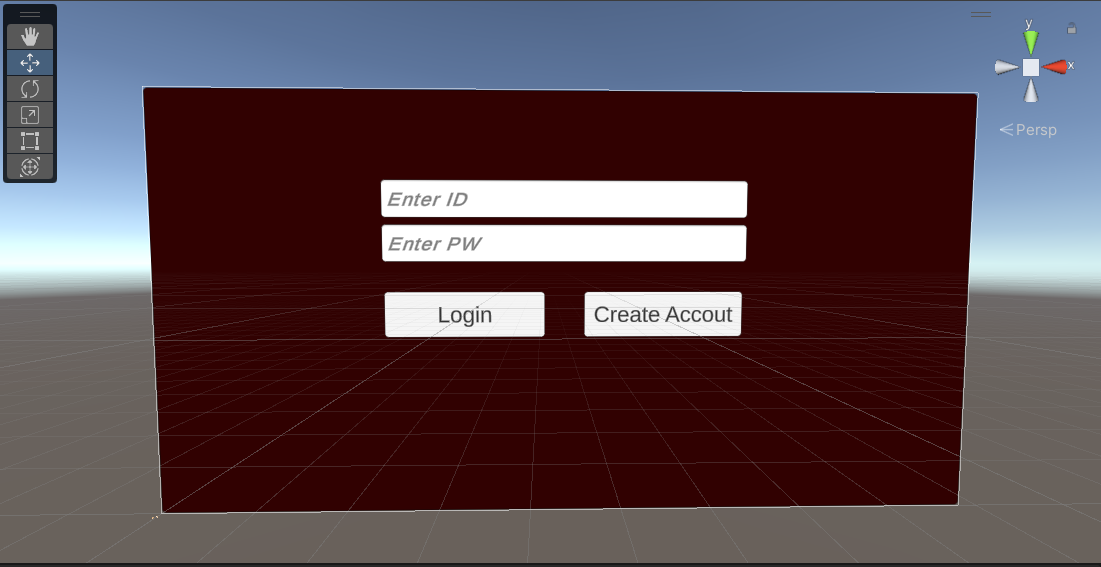 y
x
Persp
Enter ID
Enter PW
Login
Create Accout